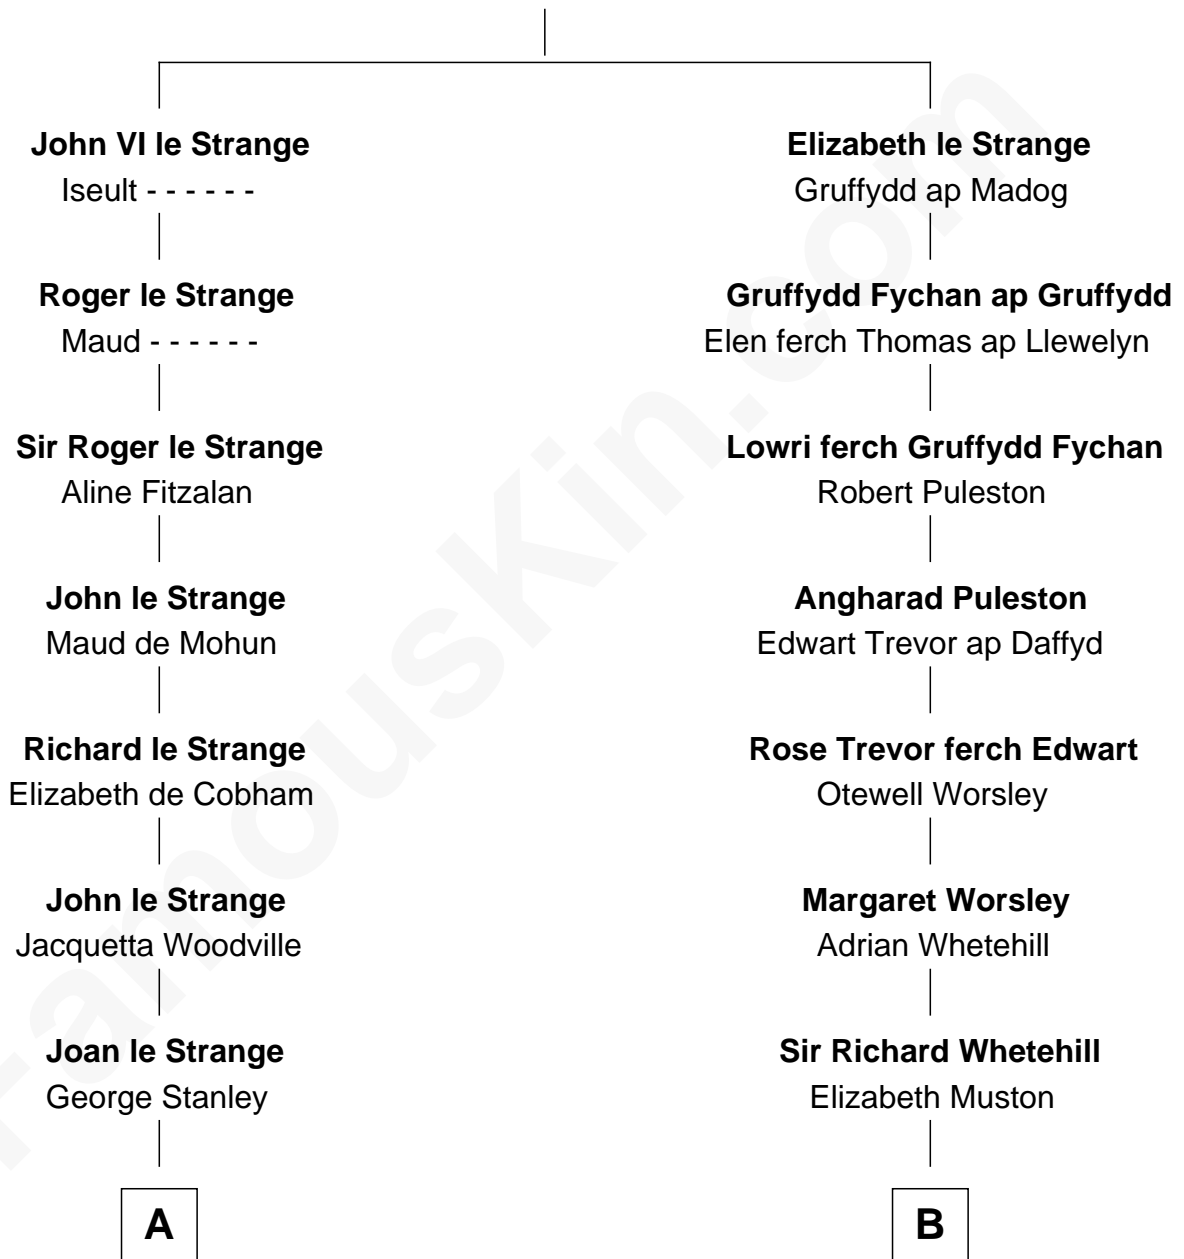 John VI le Strange
Iseult - - - - - -
Roger le Strange
Maud - - - - - -
Sir Roger le Strange
Aline Fitzalan
John le Strange
Maud de Mohun
Richard le Strange
Elizabeth de Cobham
John le Strange
Jacquetta Woodville
Joan le Strange
George Stanley
A
Elizabeth le Strange
Gruffydd ap Madog
Gruffydd Fychan ap Gruffydd
Elen ferch Thomas ap Llewelyn
Lowri ferch Gruffydd Fychan
Robert Puleston
Angharad Puleston
Edwart Trevor ap Daffyd
Rose Trevor ferch Edwart
Otewell Worsley
Margaret Worsley
Adrian Whetehill
Sir Richard Whetehill
Elizabeth Muston
B
FamousKin.com